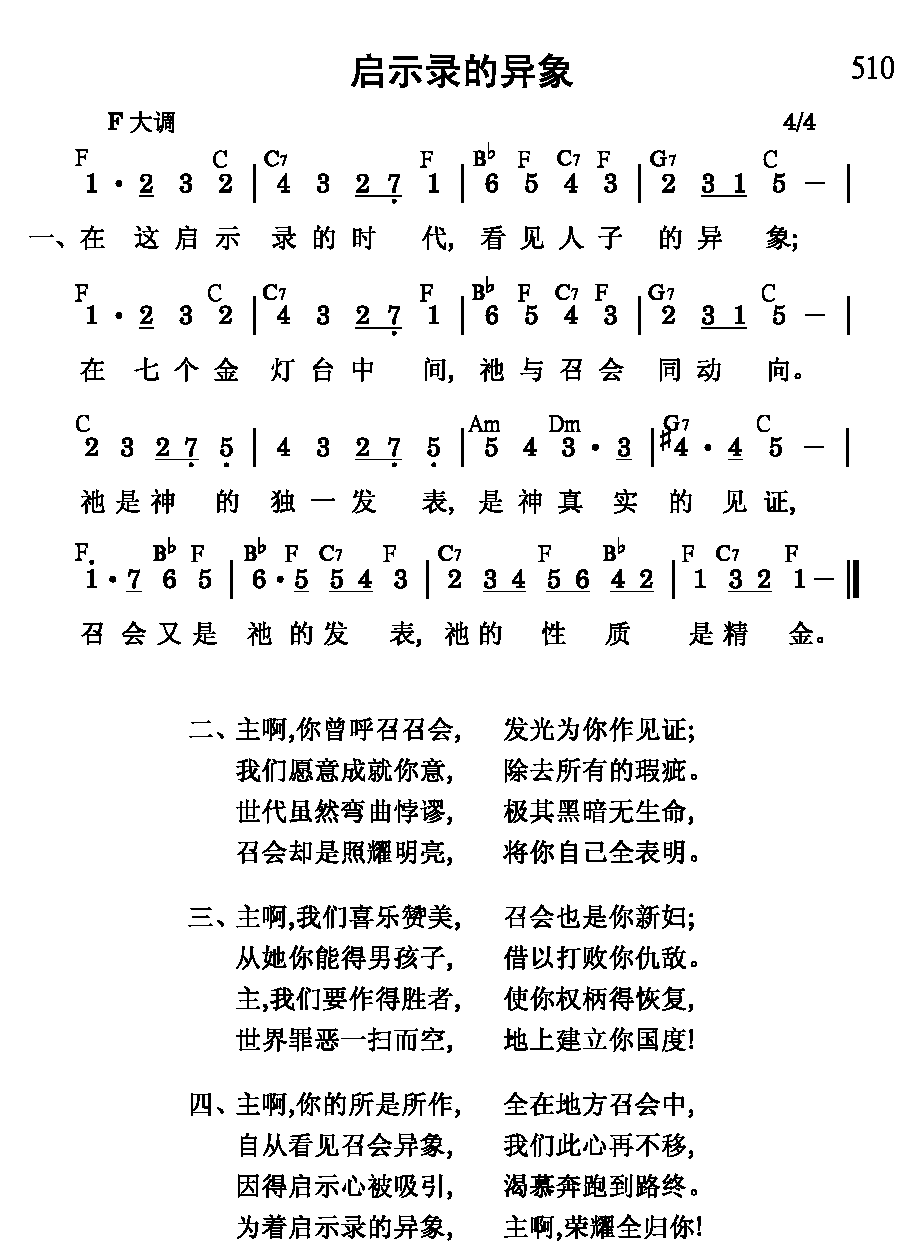 启示录的异象 510
F 大调 4/4
F C C7 F B♭ F C7 F G7 C
1 · 2 3 2 | 4 3 2 7 1 | 6 5 4 3 | 2 3 1 5 — |
一、在 这 启 示 录 的 时 代, 看 见 人 子 的 异 象;
F C C7 F B♭ F C7 F G7 C
1 · 2 3 2 | 4 3 2 7 1 | 6 5 4 3 | 2 3 1 5 — |
在 七 个 金 灯 台 中 间, 祂 与 召 会 同 动 向。
C Am Dm G7 C
2 3 2 7 5 | 4 3 2 7 5 | 5 4 3 · 3 | #4 · 4 5 — |
祂 是 神 的 独 一 发 表, 是 神 真 实 的 见 证,
F B♭ F B♭ F C7 F C7 F B♭ F C7 F
1 · 7 6 5 | 6 · 5 5 4 3 | 2 3 4 5 6 4 2 | 1 3 2 1 — ‖
召 会 又 是 祂 的 发 表, 祂 的 性 质 是 精 金。
二、主啊,你曾呼召召会, 发光为你作见证;
我们愿意成就你意, 除去所有的瑕疵。
世代虽然弯曲悖谬, 极其黑暗无生命,
召会却是照耀明亮, 将你自己全表明。
三、主啊,我们喜乐赞美, 召会也是你新妇;
从她你能得男孩子, 借以打败你仇敌。
主,我们要作得胜者, 使你权柄得恢复,
世界罪恶一扫而空, 地上建立你国度!
四、主啊,你的所是所作, 全在地方召会中,
自从看见召会异象, 我们此心再不移,
因得启示心被吸引, 渴慕奔跑到路终。
为着启示录的异象, 主啊,荣耀全归你!